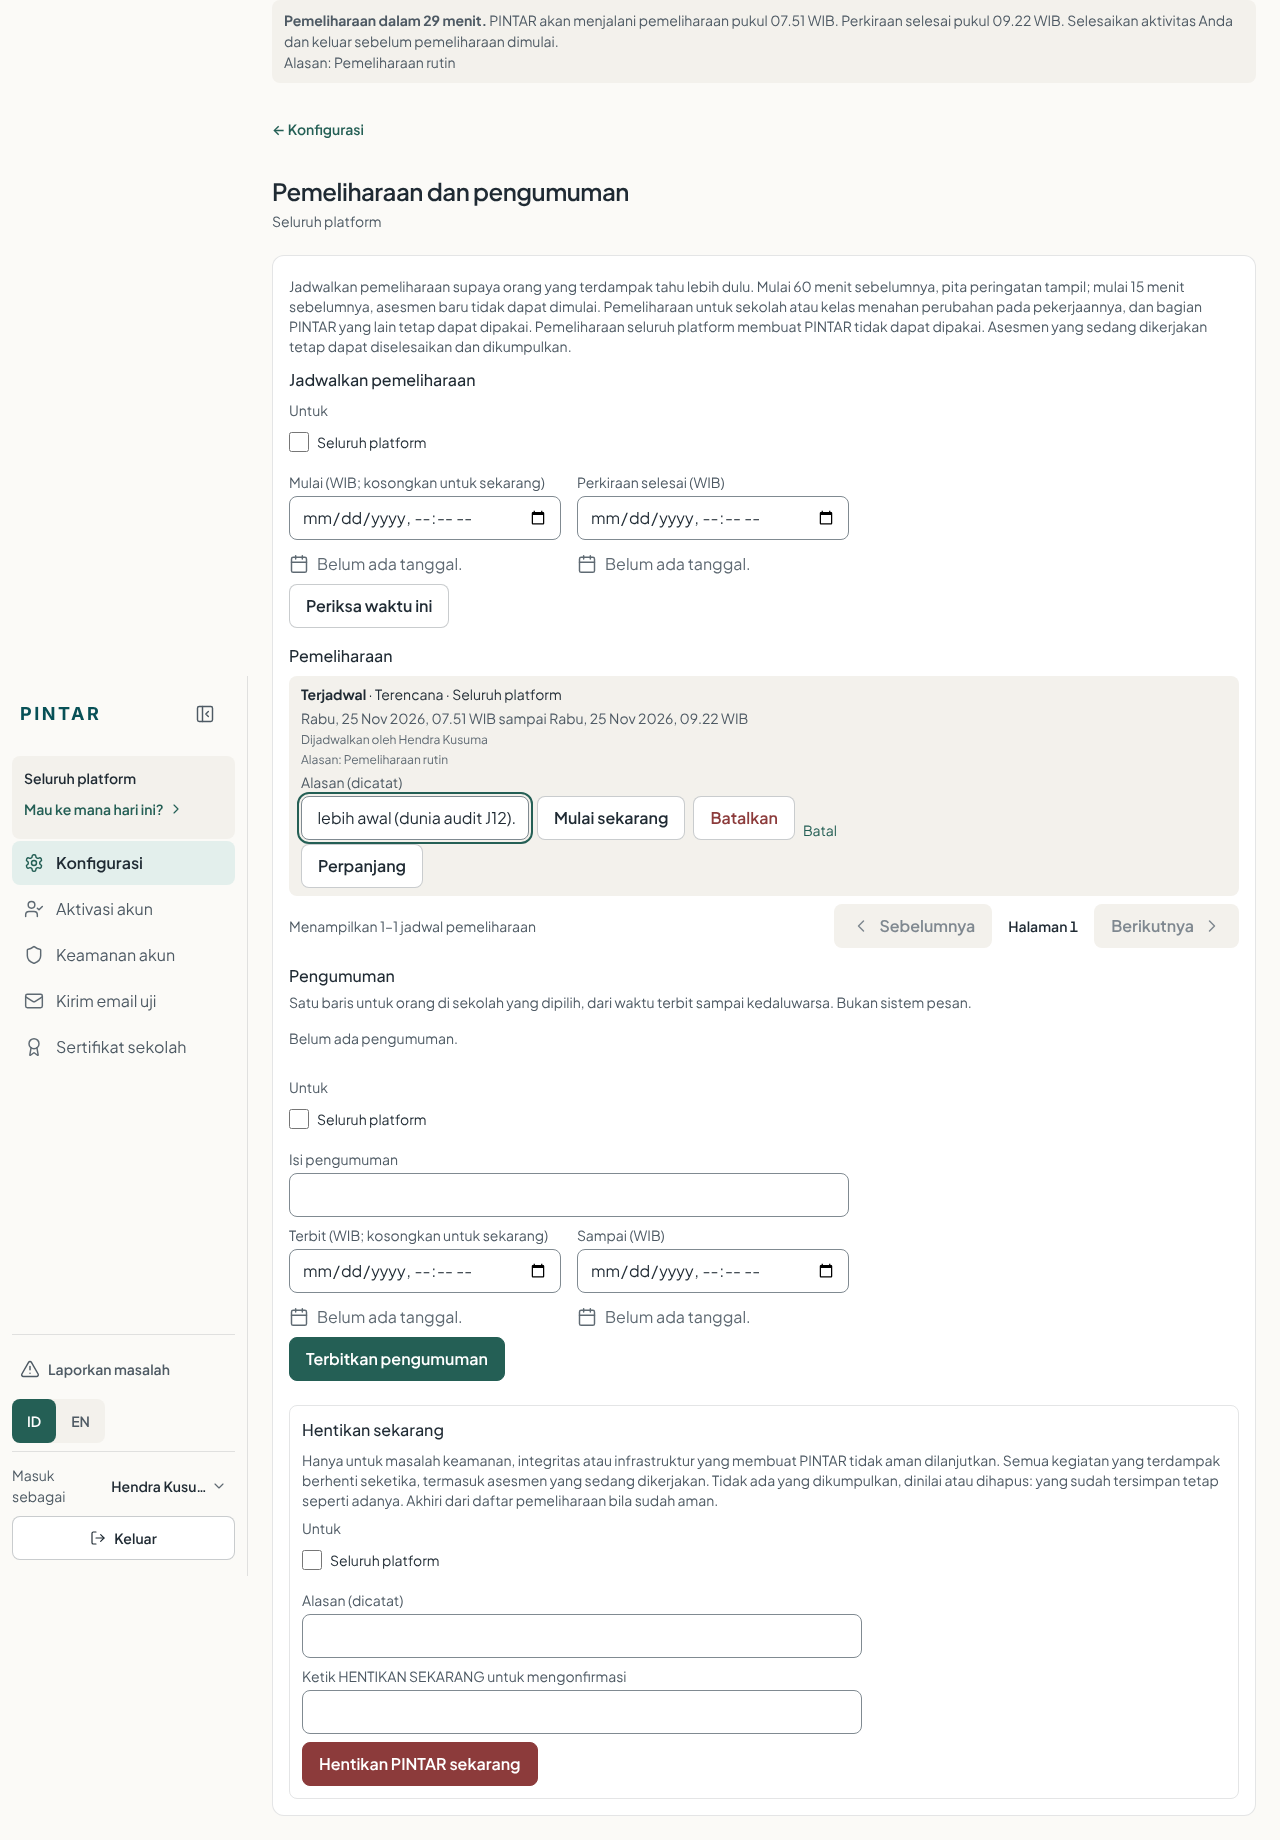 Pemeliharaan dalam 29 menit. PINTAR akan menjalani pemeliharaan pukul 07.51 WIB. Perkiraan selesai pukul 09.22 WIB. Selesaikan aktivitas Anda
dan keluar sebelum pemeliharaan dimulai.
Alasan: Pemeliharaan rutin
← Konfigurasi
Pemeliharaan dan pengumuman
Seluruh platform
Jadwalkan pemeliharaan supaya orang yang terdampak tahu lebih dulu. Mulai 60 menit sebelumnya, pita peringatan tampil; mulai 15 menit
sebelumnya, asesmen baru tidak dapat dimulai. Pemeliharaan untuk sekolah atau kelas menahan perubahan pada pekerjaannya, dan bagian
PINTAR yang lain tetap dapat dipakai. Pemeliharaan seluruh platform membuat PINTAR tidak dapat dipakai. Asesmen yang sedang dikerjakan
tetap dapat diselesaikan dan dikumpulkan.
Jadwalkan pemeliharaan
Untuk
Seluruh platform
Mulai (WIB; kosongkan untuk sekarang) Perkiraan selesai (WIB)
mm/dd/yyyy, --:-- -- mm/dd/yyyy, --:-- --
Belum ada tanggal. Belum ada tanggal.
Periksa waktu ini
Pemeliharaan
Terjadwal · Terencana · Seluruh platform
Rabu, 25 Nov 2026, 07.51 WIB sampai Rabu, 25 Nov 2026, 09.22 WIB
Dijadwalkan oleh Hendra Kusuma
Alasan: Pemeliharaan rutin
Alasan (dicatat)
lebih awal (dunia audit J12). Mulai sekarang Batalkan Batal
Perpanjang
Menampilkan 1–1 jadwal pemeliharaan Sebelumnya Halaman 1 Berikutnya
Pengumuman
Satu baris untuk orang di sekolah yang dipilih, dari waktu terbit sampai kedaluwarsa. Bukan sistem pesan.
Belum ada pengumuman.
Untuk
Seluruh platform
Isi pengumuman
Terbit (WIB; kosongkan untuk sekarang) Sampai (WIB)
mm/dd/yyyy, --:-- -- mm/dd/yyyy, --:-- --
Belum ada tanggal. Belum ada tanggal.
Terbitkan pengumuman
Hentikan sekarang
Hanya untuk masalah keamanan, integritas atau infrastruktur yang membuat PINTAR tidak aman dilanjutkan. Semua kegiatan yang terdampak
berhenti seketika, termasuk asesmen yang sedang dikerjakan. Tidak ada yang dikumpulkan, dinilai atau dihapus: yang sudah tersimpan tetap
seperti adanya. Akhiri dari daftar pemeliharaan bila sudah aman.
Untuk
Seluruh platform
Alasan (dicatat)
Ketik HENTIKAN SEKARANG untuk mengonfirmasi
Hentikan PINTAR sekarang
PINTAR
Seluruh platform
Mau ke mana hari ini?
Konfigurasi
Aktivasi akun
Keamanan akun
Kirim email uji
Sertifikat sekolah
Laporkan masalah
ID EN
Masuk
sebagai
Hendra Kusu...
Keluar